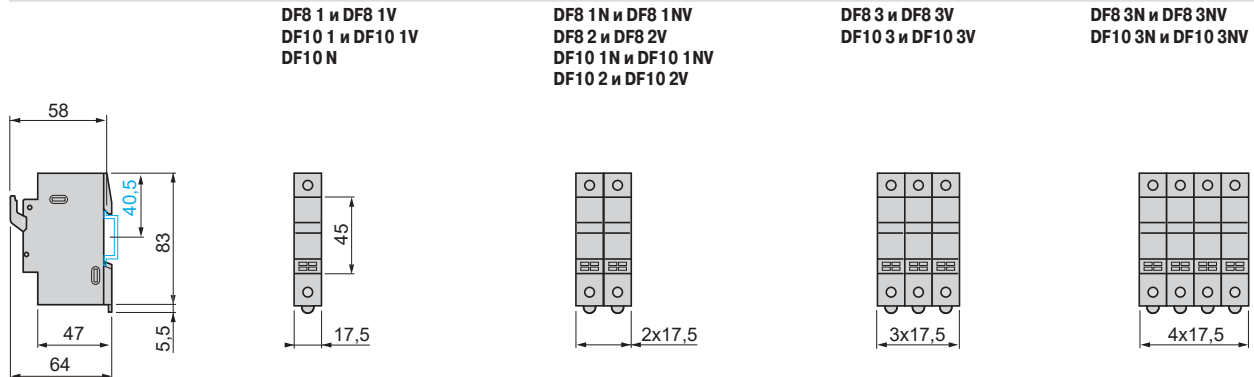 DF8 1 и DF8 1V
DF10 1 и DF10 1V
DF10 N
DF8 1N и DF8 1NV
DF8 2 и DF8 2V
DF10 1N и DF10 1NV
DF10 2 и DF10 2V
DF8 3 и DF8 3V
DF10 3 и DF10 3V
DF8 3N и DF8 3NV
DF10 3N и DF10 3NV
58
40,5
83
47
5,5
64
45
17,5
2x17,5
3x17,5
4x17,5